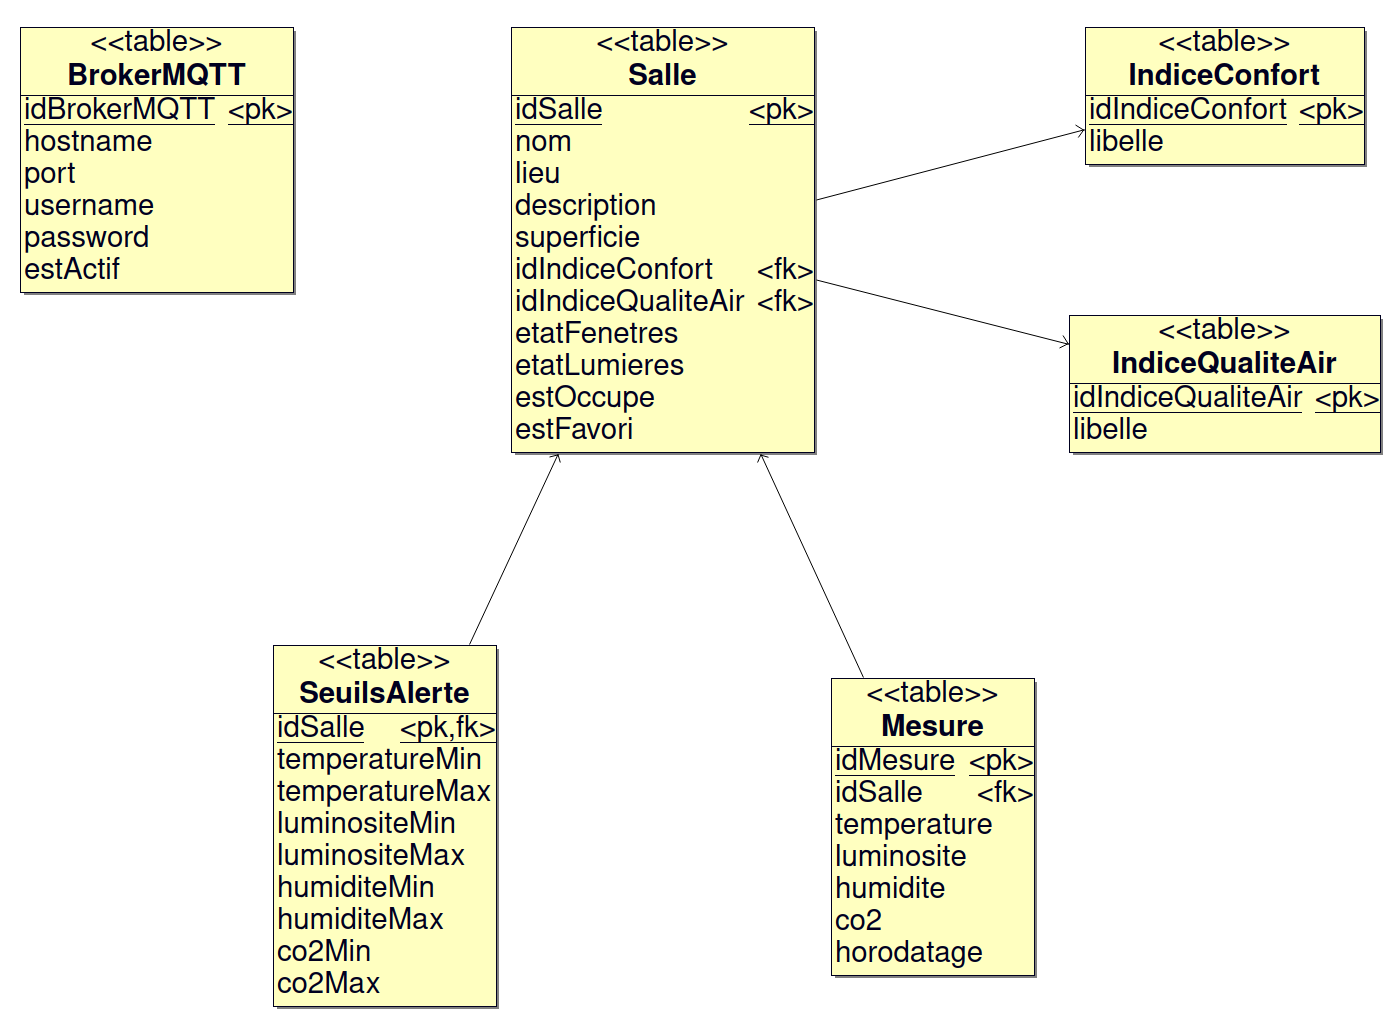 <<table>>
BrokerMQTT
idBrokerMQTT <pk>
hostname
port
username
password
estActif
<<table>>
Salle
idSalle <pk>
nom
lieu
description
superficie
idIndiceConfort <fk>
idIndiceQualiteAir <fk>
etatFenetres
etatLumieres
estOccupe
estFavori
<<table>>
IndiceConfort
idIndiceConfort <pk>
libelle
<<table>>
IndiceQualiteAir
idIndiceQualiteAir <pk>
libelle
<<table>>
SeuilsAlerte
idSalle <pk,fk>
temperatureMin
temperatureMax
luminositeMin
luminositeMax
humiditeMin
humiditeMax
co2Min
co2Max
<<table>>
Mesure
idMesure <pk>
idSalle <fk>
temperature
luminosite
humidite
co2
horodatage